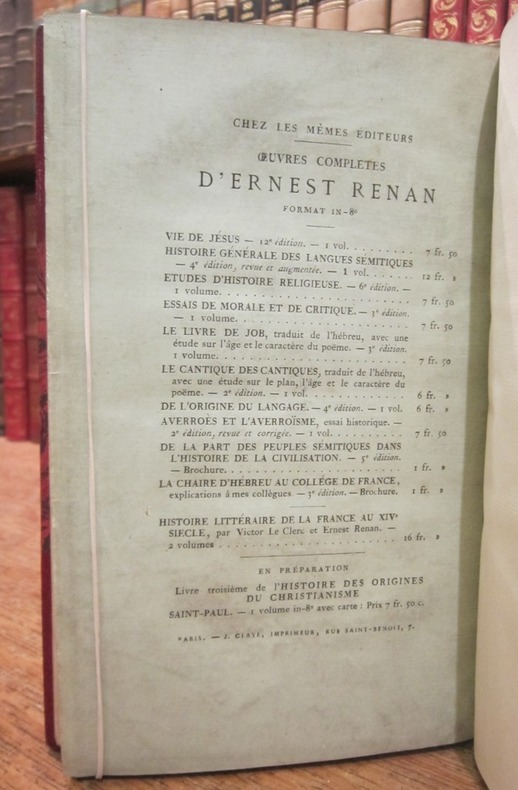 CHEZ LES MÊMES ÉDITEURS
ŒUVRES COMPLÈTES
D'ERNEST RENAN
FORMAT IN-8º
VIE DE JÉSUS — 12e édition. — 1 vol. . . . . . . . . 7 fr. 50
HISTOIRE GÉNÉRALE DES LANGUES SÉMITIQUES
— 4e édition, revue et augmentée. — 1 vol. . . . . . . 12 fr. »
ETUDES D'HISTOIRE RELIGIEUSE. — 6e édition. —
1 volume. . . . . . . . . . . . . . . . . . . . . . 7 fr. 50
ESSAIS DE MORALE ET DE CRITIQUE. — 3e édition.
— 1 volume. . . . . . . . . . . . . . . . . . . . . 7 fr. 50
LE LIVRE DE JOB, traduit de l'hébreu, avec une
étude sur l'âge et le caractère du poëme. — 3e édition.
1 volume. . . . . . . . . . . . . . . . . . . . . . 7 fr. 50
LE CANTIQUE DES CANTIQUES, traduit de l'hébreu,
avec une étude sur le plan, l'âge et le caractère du
poëme. — 2e édition. — 1 vol. . . . . . . . . . . . 6 fr. »
DE L'ORIGINE DU LANGAGE. — 4e édition. — 1 vol. 6 fr. »
AVERROÈS ET L'AVERROÏSME, essai historique. —
2e édition, revue et corrigée. — 1 vol. . . . . . . . . 7 fr. 50
DE LA PART DES PEUPLES SÉMITIQUES DANS
L'HISTOIRE DE LA CIVILISATION. — 5e édition.
— Brochure. . . . . . . . . . . . . . . . . . . . . 1 fr. »
LA CHAIRE D'HÉBREU AU COLLÉGE DE FRANCE,
explications à mes collègues. — 3e édition. — Brochure. 1 fr. »
HISTOIRE LITTÉRAIRE DE LA FRANCE AU XIVe
SIECLE, par Victor Le Clerc et Ernest Renan. —
2 volumes . . . . . . . . . . . . . . . . . . . . . 16 fr. »
EN PRÉPARATION
Livre troisième de l'HISTOIRE DES ORIGINES
DU CHRISTIANISME
SAINT-PAUL. — 1 volume in-8º avec carte : Prix 7 fr. 50 c.
PARIS. — J. CLAYE, IMPRIMEUR, RUE SAINT-BENOIT, 7.